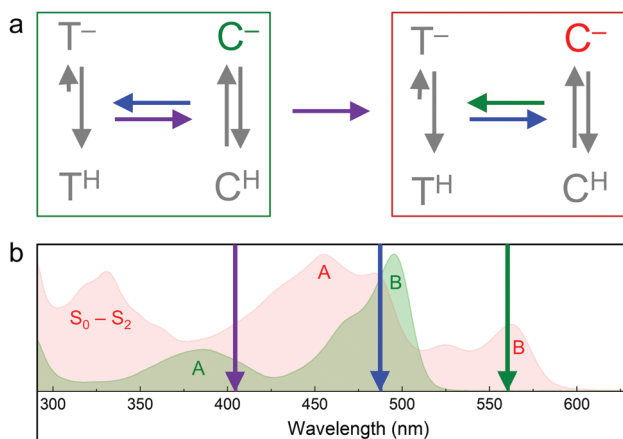 a
T⁻ C⁻ T⁻ C⁻
Tᴴ Cᴴ Tᴴ Cᴴ
b
A
B
S₀ – S₂
A
B
300 350 400 450 500 550 600
Wavelength (nm)